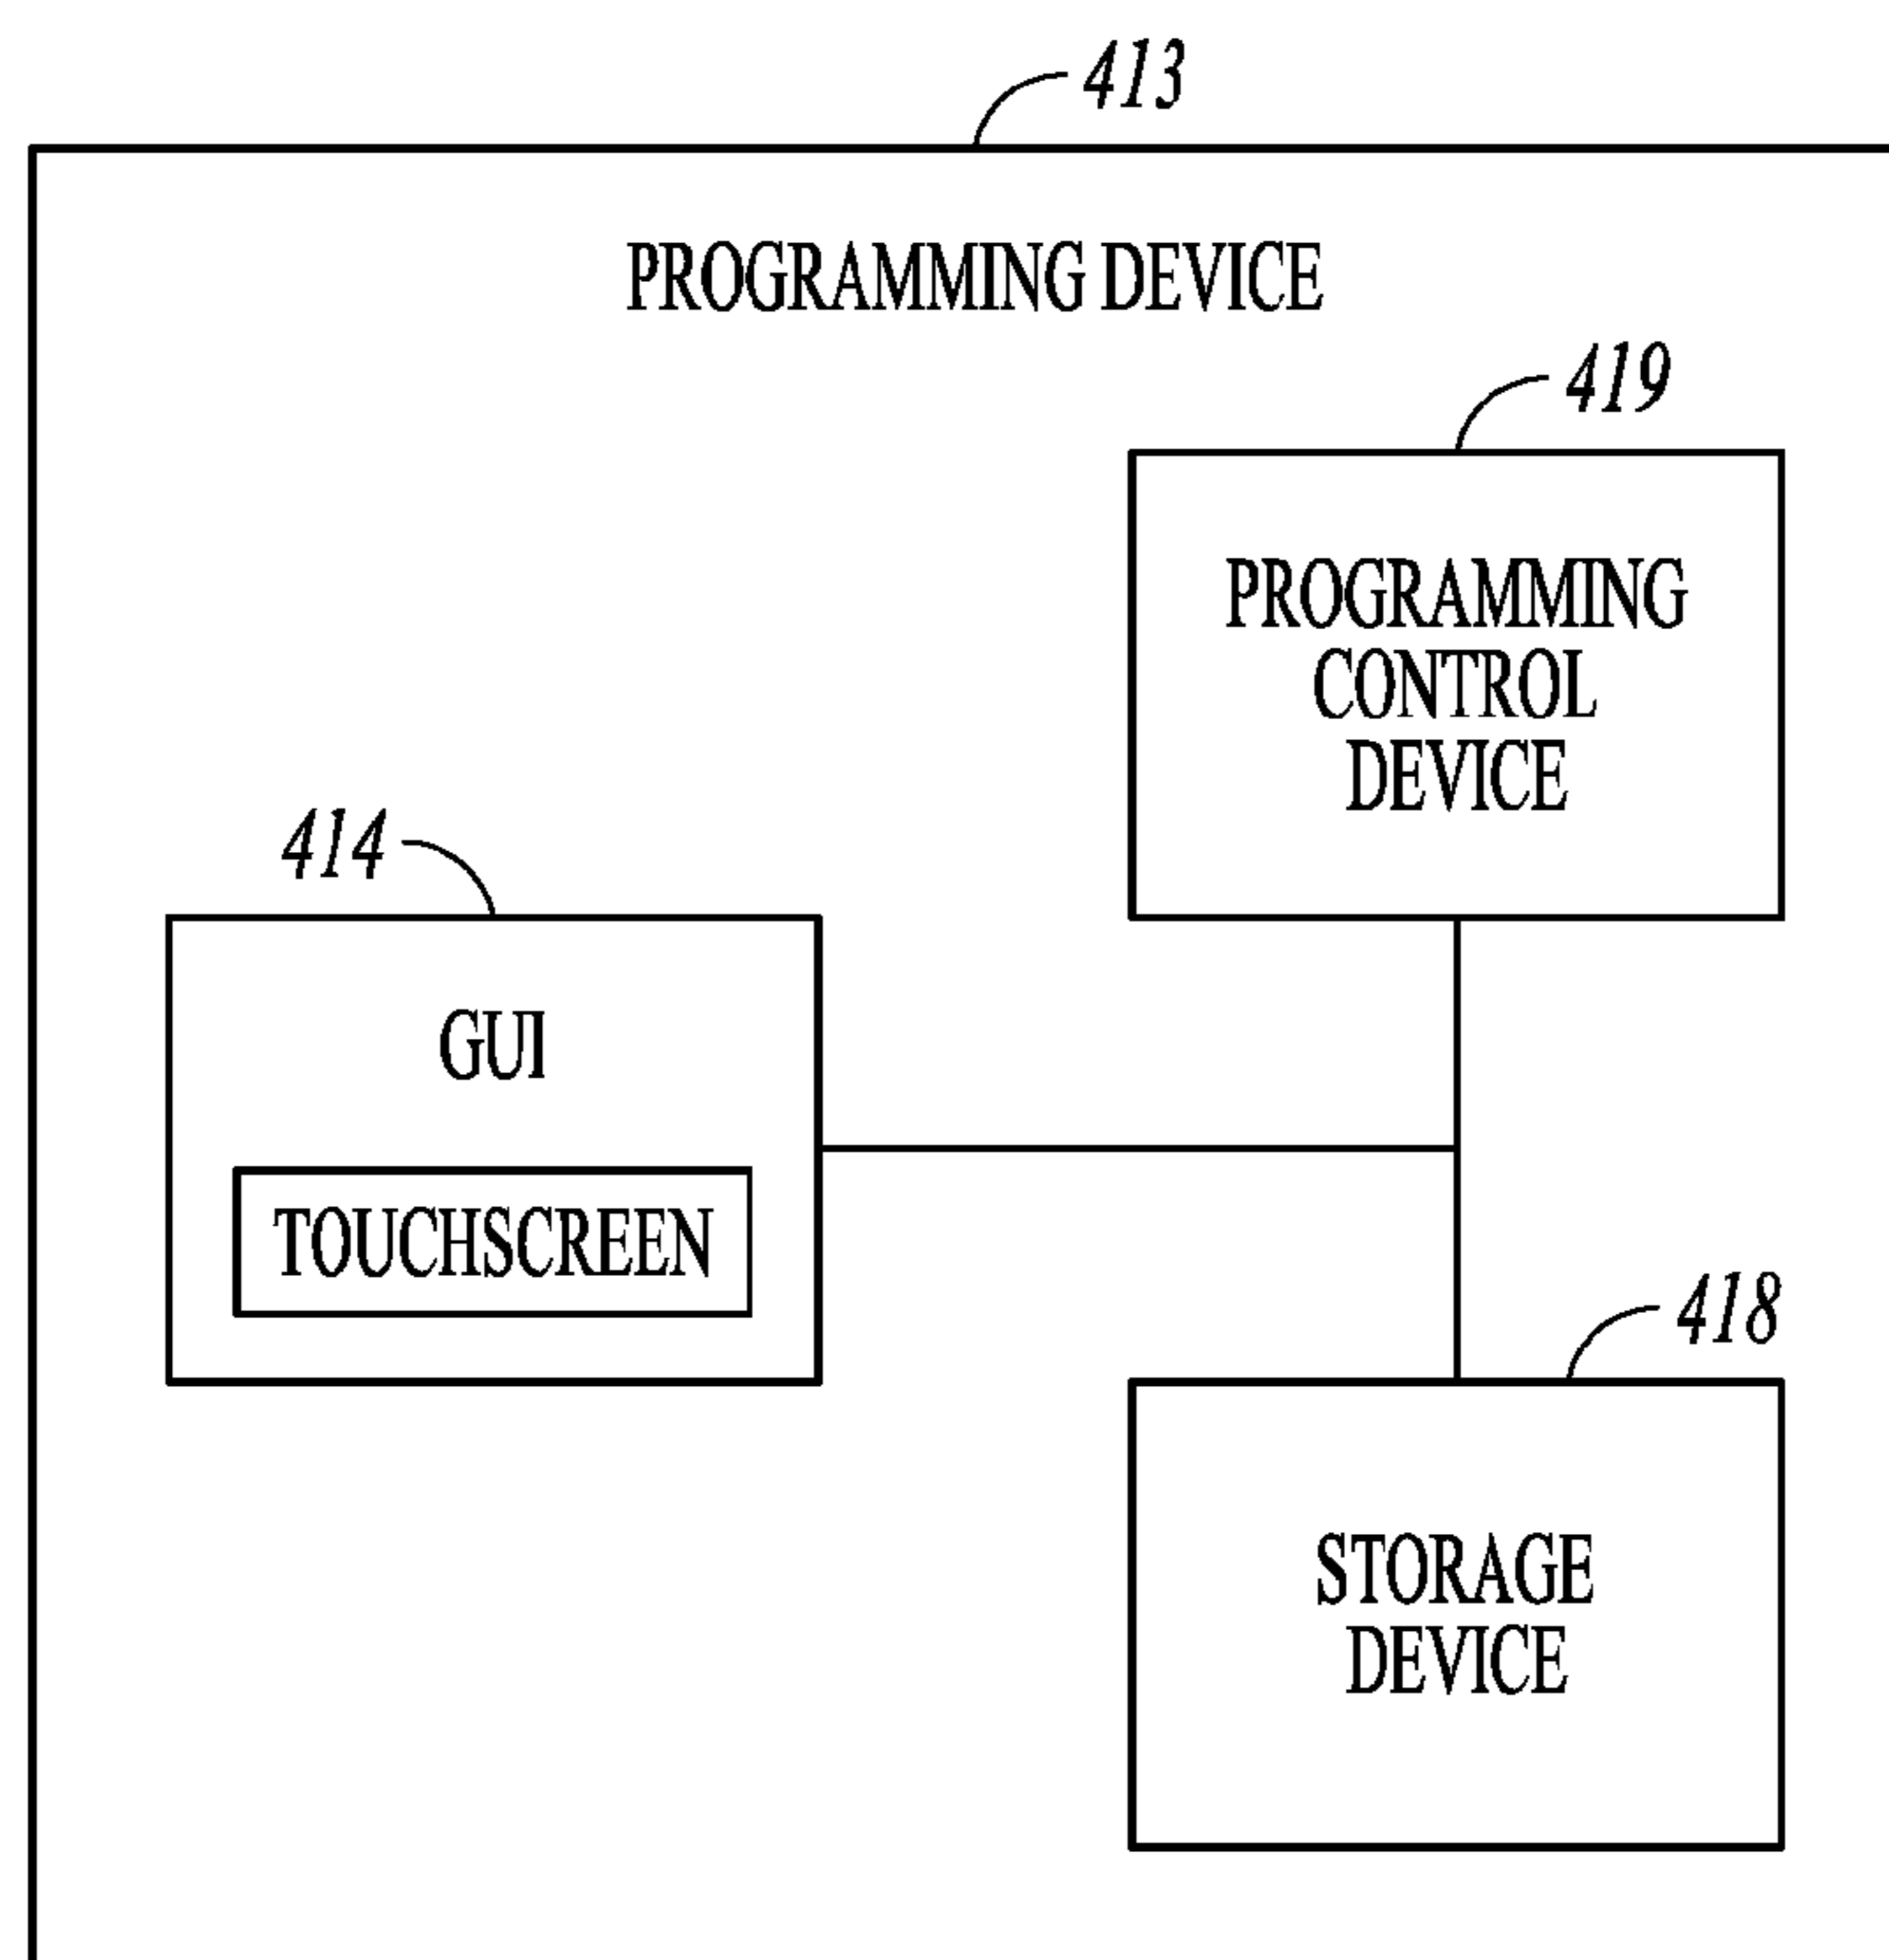 413
PROGRAMMING DEVICE
419
PROGRAMMING
CONTROL
DEVICE
414
GUI
TOUCHSCREEN
418
STORAGE
DEVICE